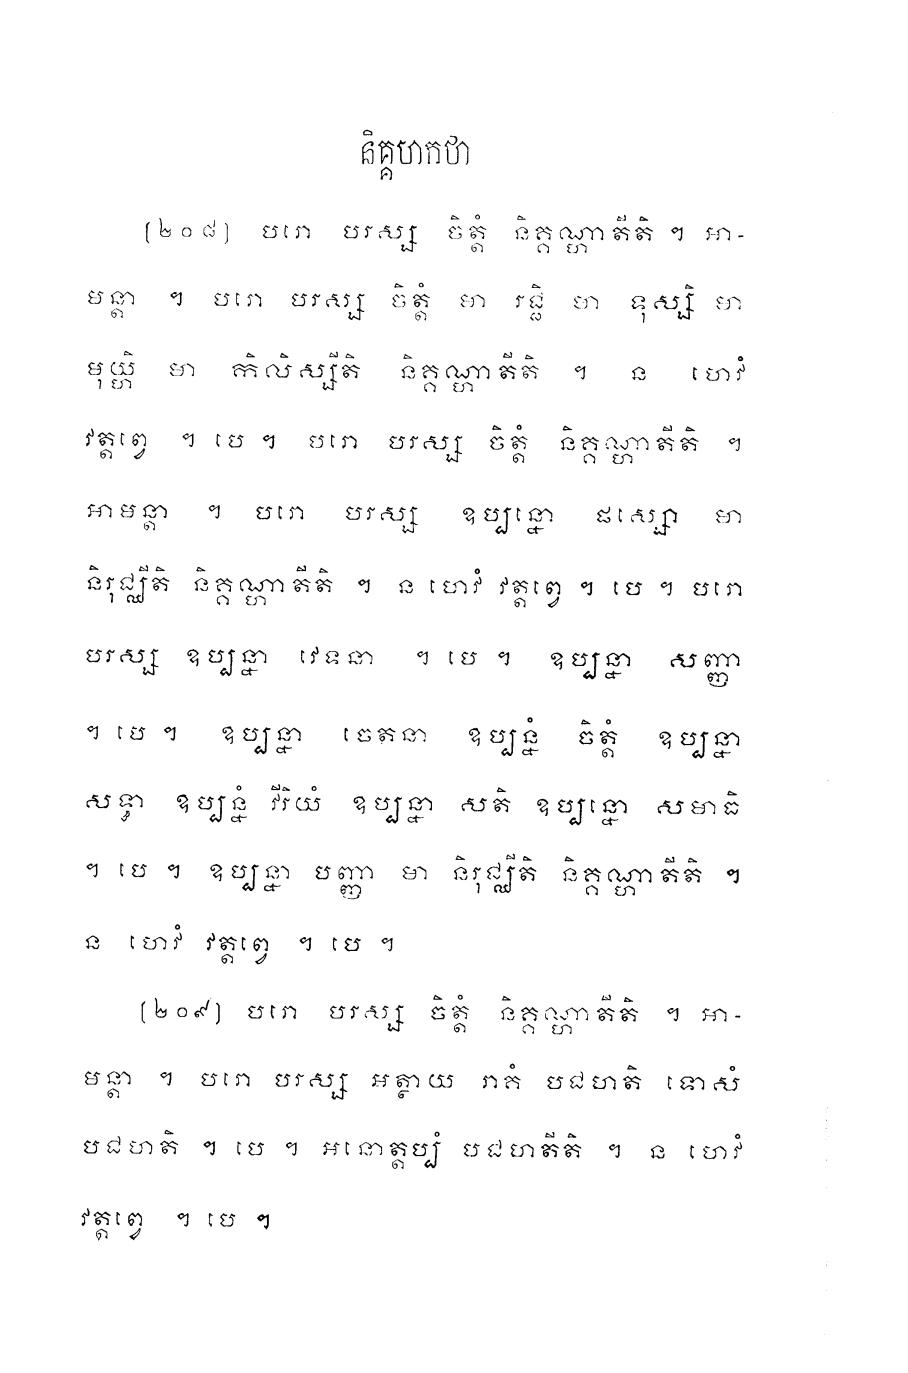 និគ្គហកថា
[២០៨] បរោ បរស្ស ចិត្តំ និគ្គណ្ហាតីតិ ។ អា-
មន្តា ។ បរោ បរស្ស ចិត្តំ មា រជ្ជិ មា ទុស្សិ មា
មុយ្ហិ មា កិលិស្សីតិ និគ្គណ្ហាតីតិ ។ ន ហេវំ
វត្តព្វេ ។ បេ ។ បរោ បរស្ស ចិត្តំ និគ្គណ្ហាតីតិ ។
អាមន្តា ។ បរោ បរស្ស ឧប្បន្នោ ផស្សោ មា
និរុជ្ឈីតិ និគ្គណ្ហាតីតិ ។ ន ហេវំ វត្តព្វេ ។ បេ ។ បរោ
បរស្ស ឧប្បន្នា វេទនា ។ បេ ។ ឧប្បន្នា សញ្ញា
។ បេ ។ ឧប្បន្នា ចេតនា ឧប្បន្នំ ចិត្តំ ឧប្បន្នា
សទ្ធា ឧប្បន្នំ វីរិយំ ឧប្បន្នា សតិ ឧប្បន្នោ សមាធិ
។ បេ ។ ឧប្បន្នា បញ្ញា មា និរុជ្ឈីតិ និគ្គណ្ហាតីតិ ។
ន ហេវំ វត្តព្វេ ។ បេ ។
[២០៩] បរោ បរស្ស ចិត្តំ និគ្គណ្ហាតីតិ ។ អា-
មន្តា ។ បរោ បរស្ស អត្ថាយ រាគំ បជហតិ ទោសំ
បជហតិ ។ បេ ។ អនោត្តប្បំ បជហតីតិ ។ ន ហេវំ
វត្តព្វេ ។ បេ ។